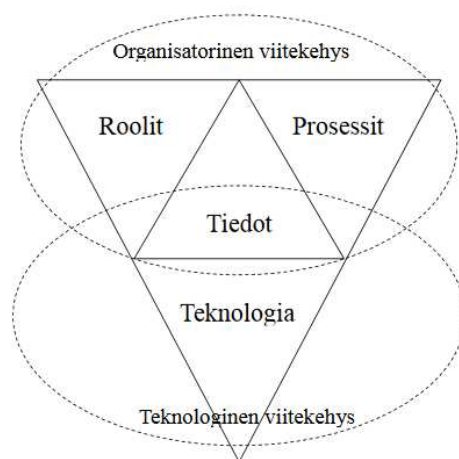 Organisatorinen viitekehys
Roolit
Prosessit
Tiedot
Teknologia
Teknologinen viitekehys